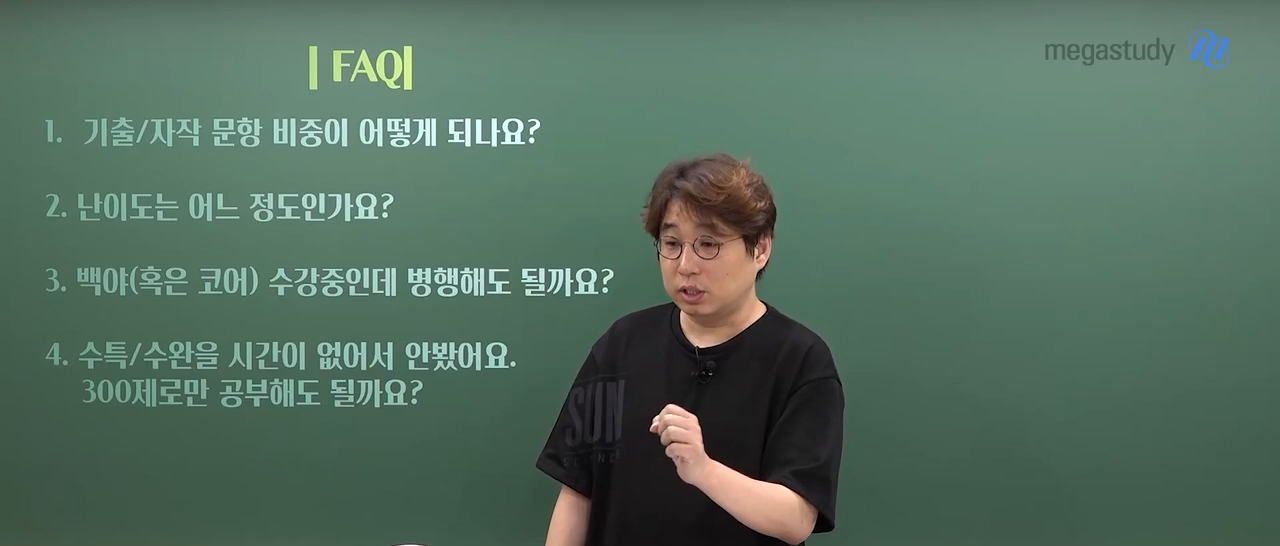 FAQ
megastudy
1. 기출/자작 문항 비중이 어떻게 되나요?
2. 난이도는 어느 정도인가요?
3. 백야(혹은 코어) 수강중인데 병행해도 될까요?
4. 수특/수완을 시간이 없어서 안봤어요.
300제로만 공부해도 될까요?
SUN